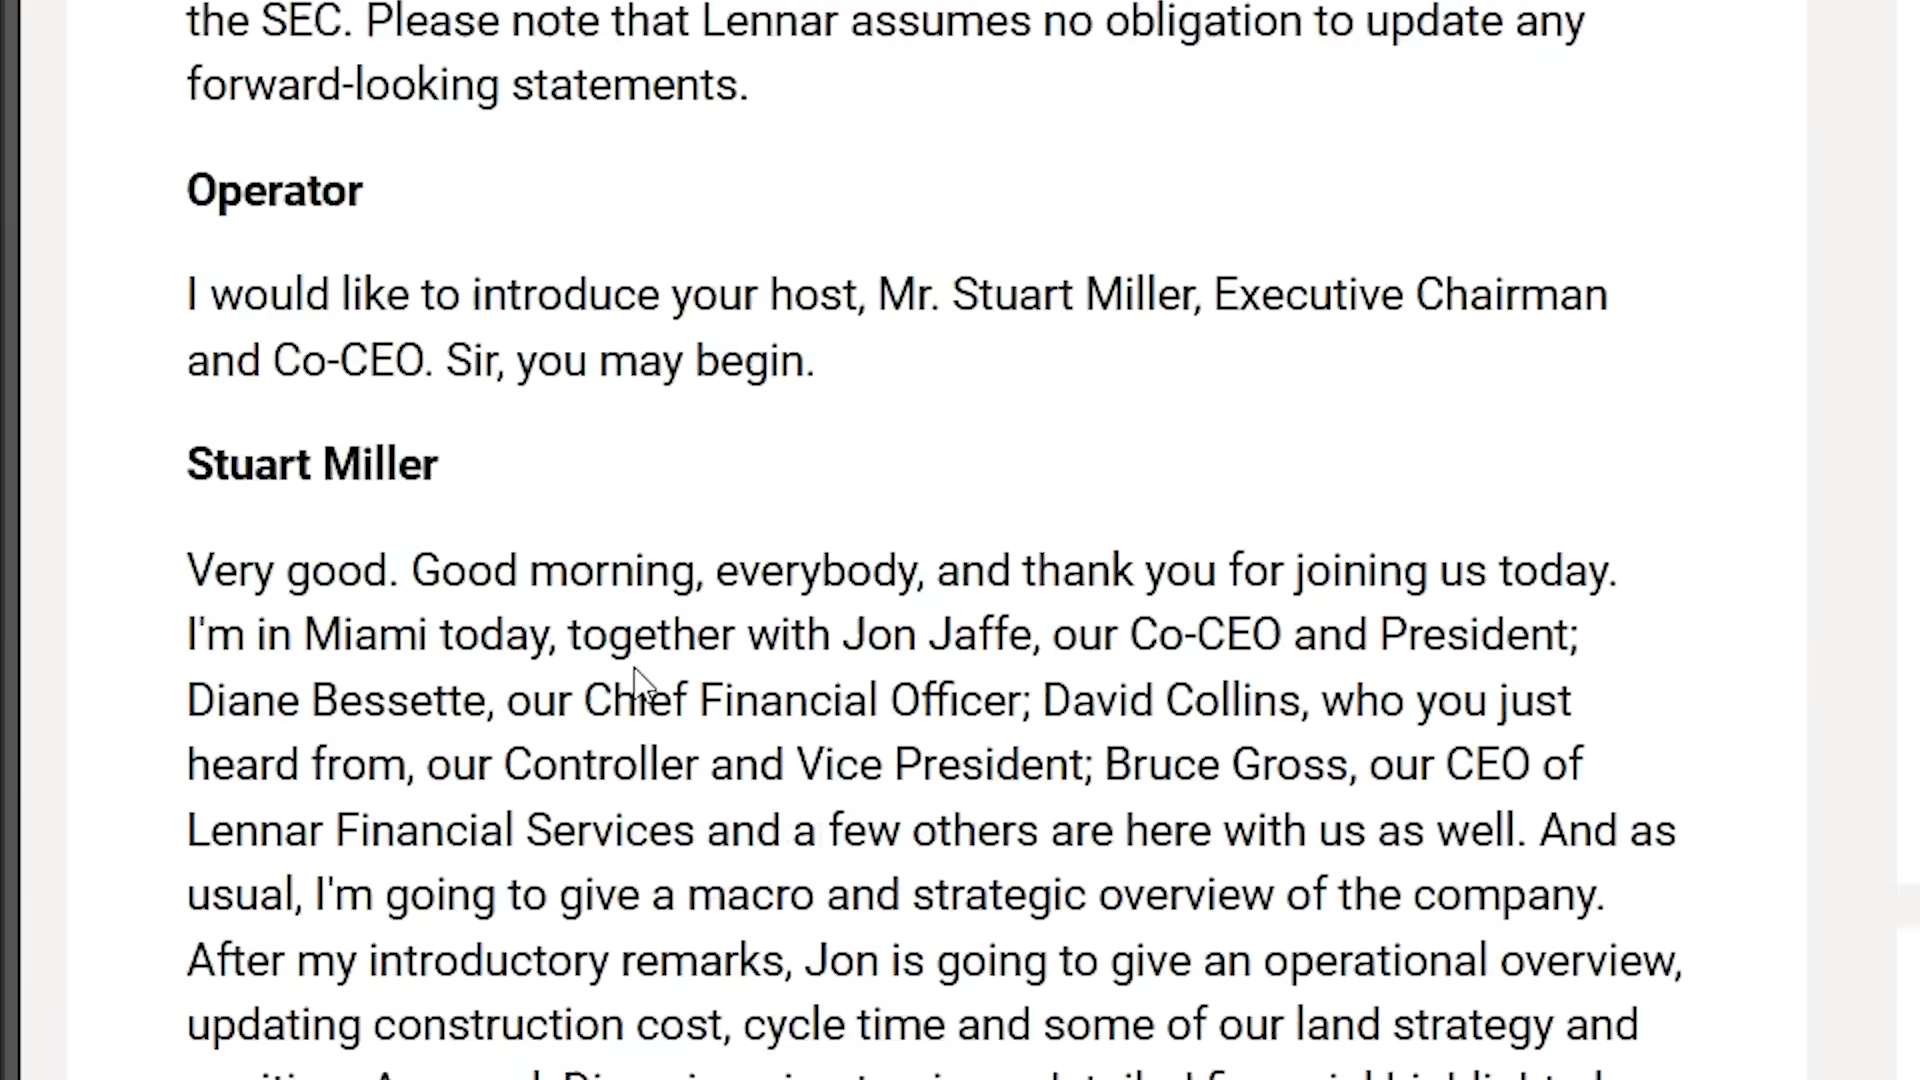 the SEC. Please note that Lennar assumes no obligation to update any
forward-looking statements.
Operator
I would like to introduce your host, Mr. Stuart Miller, Executive Chairman
and Co-CEO. Sir, you may begin.
Stuart Miller
Very good. Good morning, everybody, and thank you for joining us today.
I'm in Miami today, together with Jon Jaffe, our Co-CEO and President;
Diane Bessette, our Chief Financial Officer; David Collins, who you just
heard from, our Controller and Vice President; Bruce Gross, our CEO of
Lennar Financial Services and a few others are here with us as well. And as
usual, I'm going to give a macro and strategic overview of the company.
After my introductory remarks, Jon is going to give an operational overview,
updating construction cost, cycle time and some of our land strategy and